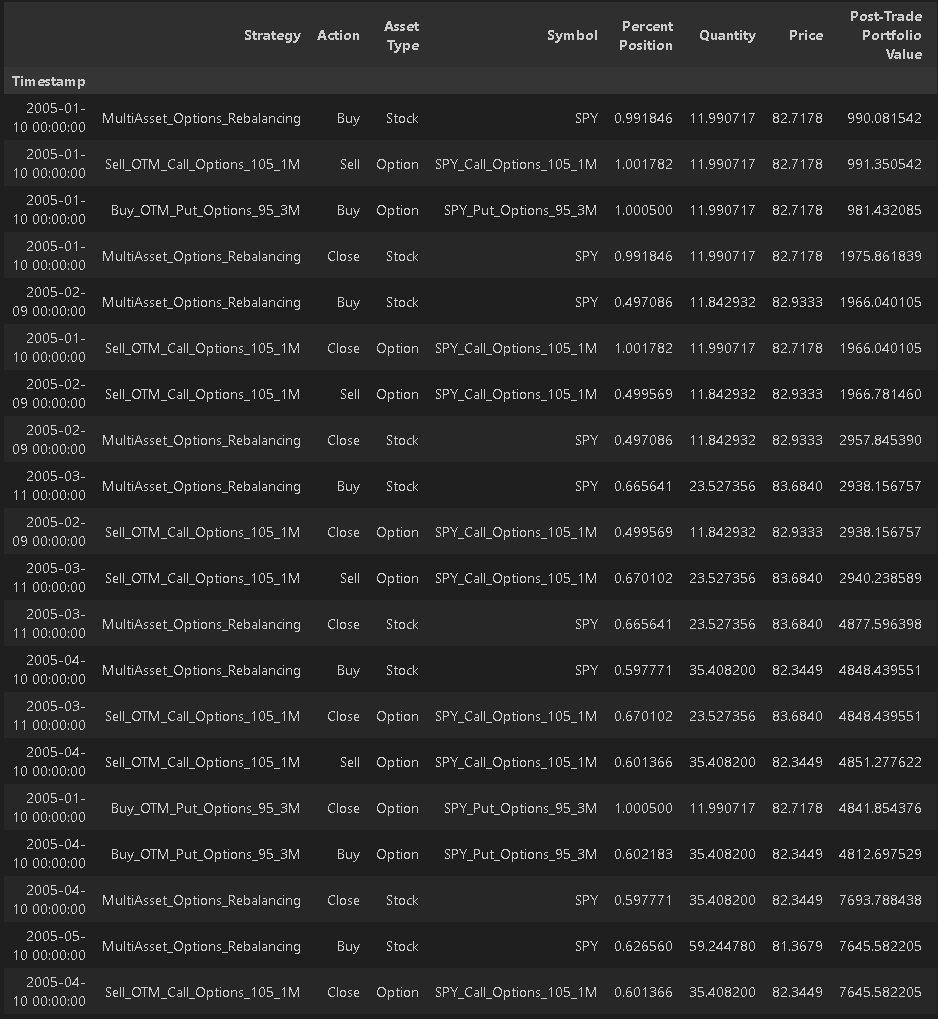 Strategy Action Asset Type Symbol Percent Position Quantity Price Post-Trade Portfolio Value
Timestamp
2005-01-10 00:00:00 MultiAsset_Options_Rebalancing Buy Stock SPY 0.991846 11.990717 82.7178 990.081542
2005-01-10 00:00:00 Sell_OTM_Call_Options_105_1M Sell Option SPY_Call_Options_105_1M 1.001782 11.990717 82.7178 991.350542
2005-01-10 00:00:00 Buy_OTM_Put_Options_95_3M Buy Option SPY_Put_Options_95_3M 1.000500 11.990717 82.7178 981.432085
2005-01-10 00:00:00 MultiAsset_Options_Rebalancing Close Stock SPY 0.991846 11.990717 82.7178 1975.861839
2005-02-09 00:00:00 MultiAsset_Options_Rebalancing Buy Stock SPY 0.497086 11.842932 82.9333 1966.040105
2005-01-10 00:00:00 Sell_OTM_Call_Options_105_1M Close Option SPY_Call_Options_105_1M 1.001782 11.990717 82.7178 1966.040105
2005-02-09 00:00:00 Sell_OTM_Call_Options_105_1M Sell Option SPY_Call_Options_105_1M 0.499569 11.842932 82.9333 1966.781460
2005-02-09 00:00:00 MultiAsset_Options_Rebalancing Close Stock SPY 0.497086 11.842932 82.9333 2957.845390
2005-03-11 00:00:00 MultiAsset_Options_Rebalancing Buy Stock SPY 0.665641 23.527356 83.6840 2938.156757
2005-02-09 00:00:00 Sell_OTM_Call_Options_105_1M Close Option SPY_Call_Options_105_1M 0.499569 11.842932 82.9333 2938.156757
2005-03-11 00:00:00 Sell_OTM_Call_Options_105_1M Sell Option SPY_Call_Options_105_1M 0.670102 23.527356 83.6840 2940.238589
2005-03-11 00:00:00 MultiAsset_Options_Rebalancing Close Stock SPY 0.665641 23.527356 83.6840 4877.596398
2005-04-10 00:00:00 MultiAsset_Options_Rebalancing Buy Stock SPY 0.597771 35.408200 82.3449 4848.439551
2005-03-11 00:00:00 Sell_OTM_Call_Options_105_1M Close Option SPY_Call_Options_105_1M 0.670102 23.527356 83.6840 4848.439551
2005-04-10 00:00:00 Sell_OTM_Call_Options_105_1M Sell Option SPY_Call_Options_105_1M 0.601366 35.408200 82.3449 4851.277622
2005-01-10 00:00:00 Buy_OTM_Put_Options_95_3M Close Option SPY_Put_Options_95_3M 1.000500 11.990717 82.7178 4841.854376
2005-04-10 00:00:00 Buy_OTM_Put_Options_95_3M Buy Option SPY_Put_Options_95_3M 0.602183 35.408200 82.3449 4812.697529
2005-04-10 00:00:00 MultiAsset_Options_Rebalancing Close Stock SPY 0.597771 35.408200 82.3449 7693.788438
2005-05-10 00:00:00 MultiAsset_Options_Rebalancing Buy Stock SPY 0.626560 59.244780 81.3679 7645.582205
2005-04-10 00:00:00 Sell_OTM_Call_Options_105_1M Close Option SPY_Call_Options_105_1M 0.601366 35.408200 82.3449 7645.582205